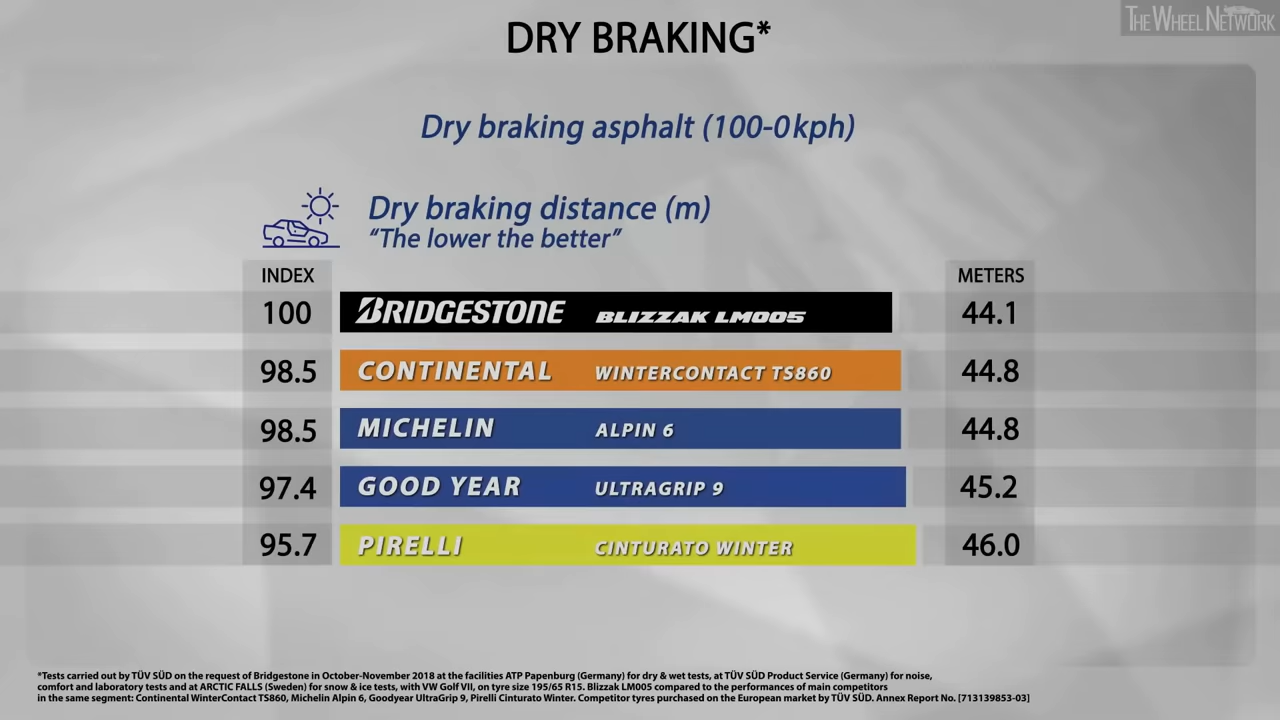 THE WHEEL NETWORK
DRY BRAKING*
Dry braking asphalt (100-0 kph)
Dry braking distance (m)
“The lower the better”
INDEX METERS
100 BRIDGESTONE BLIZZAK LM005 44.1
98.5 CONTINENTAL WINTERCONTACT TS860 44.8
98.5 MICHELIN ALPIN 6 44.8
97.4 GOOD YEAR ULTRAGRIP 9 45.2
95.7 PIRELLI CINTURATO WINTER 46.0
*Tests carried out by TÜV SÜD on the request of Bridgestone in October-November 2018 at the facilities ATP Papenburg (Germany) for dry & wet tests, at TÜV SÜD Product Service (Germany) for noise,
comfort and laboratory tests and at ARCTIC FALLS (Sweden) for snow & ice tests, with VW Golf VII, on tyre size 195/65 R15. Blizzak LM005 compared to the performances of main competitors
in the same segment: Continental WinterContact TS860, Michelin Alpin 6, Goodyear UltraGrip 9, Pirelli Cinturato Winter. Competitor tyres purchased on the European market by TÜV SÜD. Annex Report No. [713139853-03]